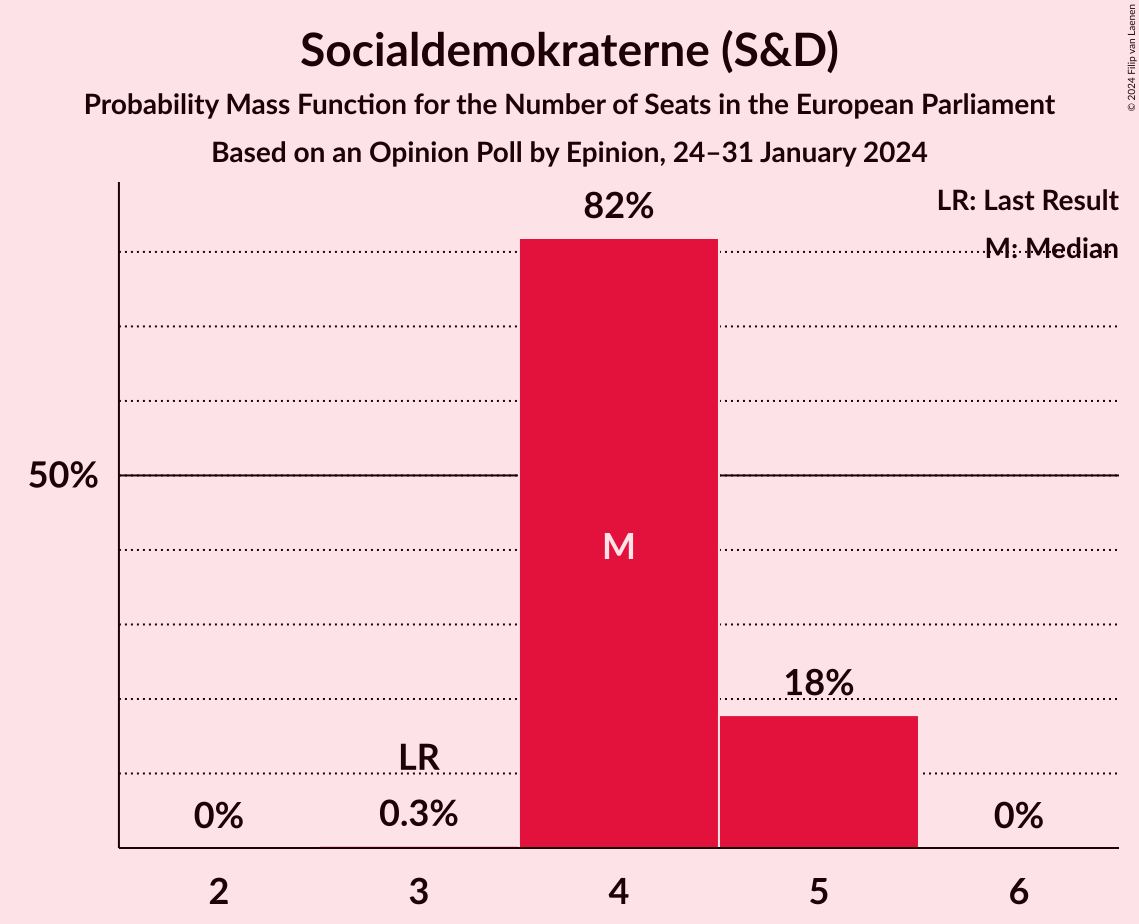 Socialdemokraterne (S&D)
Probability Mass Function for the Number of Seats in the European Parliament
Based on an Opinion Poll by Epinion, 24–31 January 2024
© 2024 Filip van Laenen
LR: Last Result
M: Median
82%
50%
M
18%
LR
0%
0.3%
0%
2
3
4
5
6